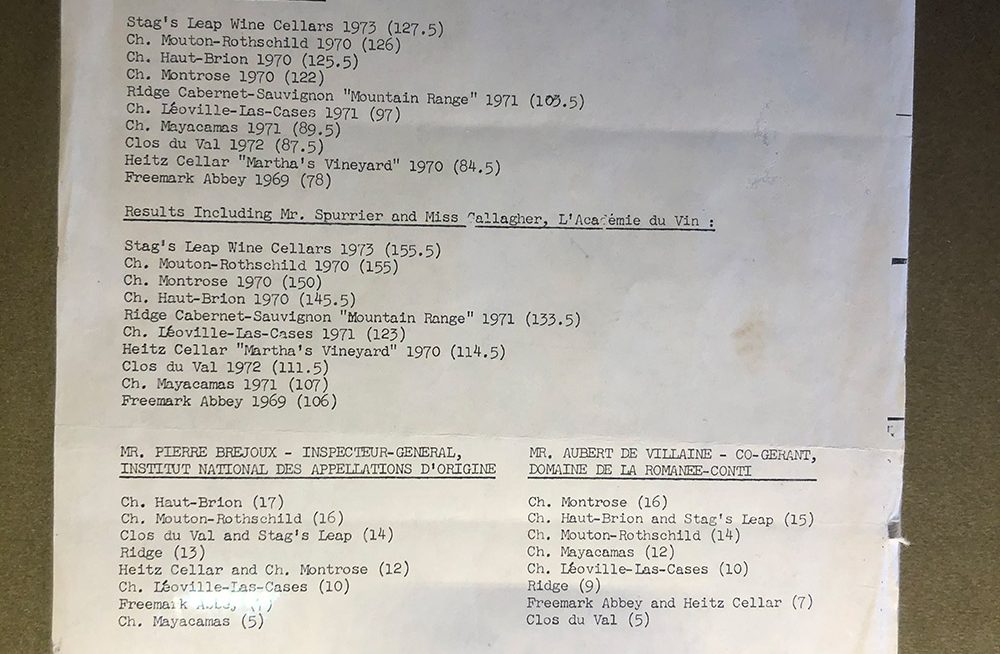 Stag's Leap Wine Cellars 1973 (127.5)
Ch. Mouton-Rothschild 1970 (126)
Ch. Haut-Brion 1970 (125.5)
Ch. Montrose 1970 (122)
Ridge Cabernet-Sauvignon "Mountain Range" 1971 (103.5)
Ch. Léoville-Las-Cases 1971 (97)
Ch. Mayacamas 1971 (89.5)
Clos du Val 1972 (87.5)
Heitz Cellar "Martha's Vineyard" 1970 (84.5)
Freemark Abbey 1969 (78)
Results Including Mr. Spurrier and Miss Gallagher, L'Académie du Vin :
Stag's Leap Wine Cellars 1973 (155.5)
Ch. Mouton-Rothschild 1970 (155)
Ch. Montrose 1970 (150)
Ch. Haut-Brion 1970 (145.5)
Ridge Cabernet-Sauvignon "Mountain Range" 1971 (133.5)
Ch. Léoville-Las-Cases 1971 (123)
Heitz Cellar "Martha's Vineyard" 1970 (114.5)
Clos du Val 1972 (111.5)
Ch. Mayacamas 1971 (107)
Freemark Abbey 1969 (106)
MR. PIERRE BREJOUX - INSPECTEUR-GENERAL,
INSTITUT NATIONAL DES APPELLATIONS D'ORIGINE
Ch. Haut-Brion (17)
Ch. Mouton-Rothschild (16)
Clos du Val and Stag's Leap (14)
Ridge (13)
Heitz Cellar and Ch. Montrose (12)
Ch. Léoville-Las-Cases (10)
Freemark Abbey
Ch. Mayacamas (5)
MR. AUBERT DE VILLAINE - CO-GERANT,
DOMAINE DE LA ROMANEE-CONTI
Ch. Montrose (16)
Ch. Haut-Brion and Stag's Leap (15)
Ch. Mouton-Rothschild (14)
Ch. Mayacamas (12)
Ch. Léoville-Las-Cases (10)
Ridge (9)
Freemark Abbey and Heitz Cellar (7)
Clos du Val (5)